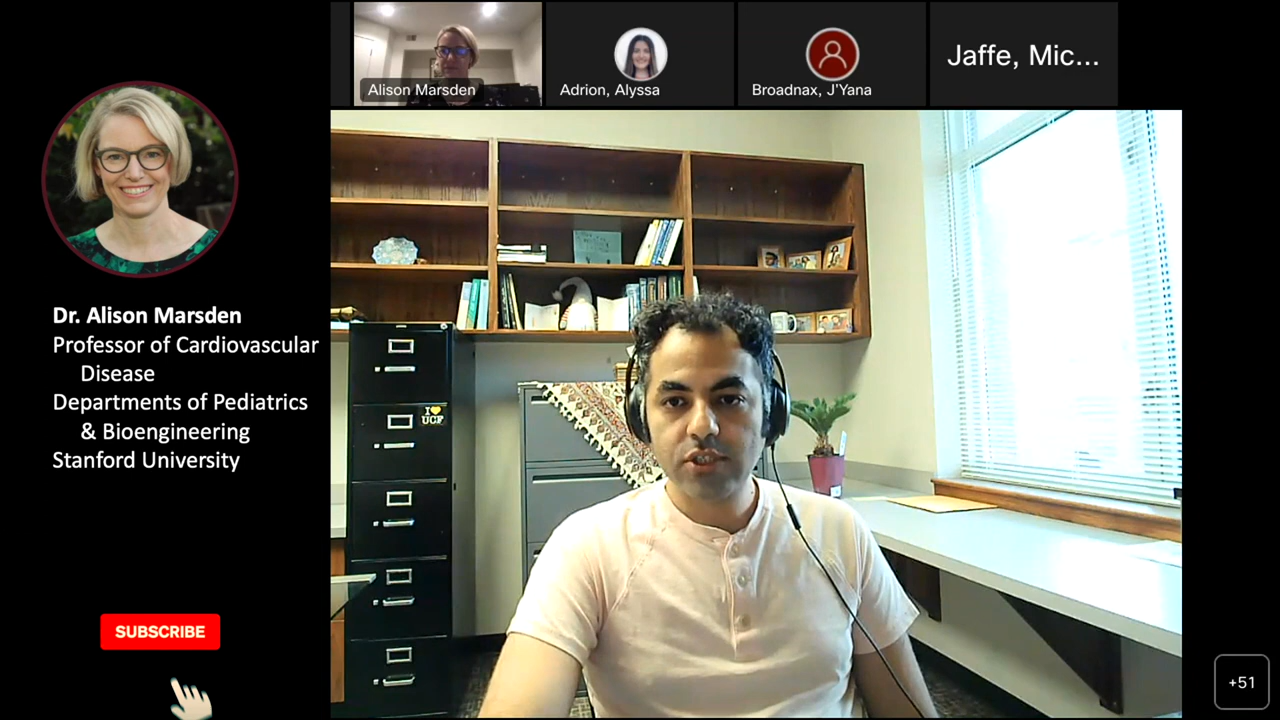 Alison Marsden
Adrion, Alyssa
Broadnax, J'Yana
Jaffe, Mic...
Dr. Alison Marsden
Professor of Cardiovascular
Disease
Departments of Pediatrics
& Bioengineering
Stanford University
I
UCF
SUBSCRIBE
+51